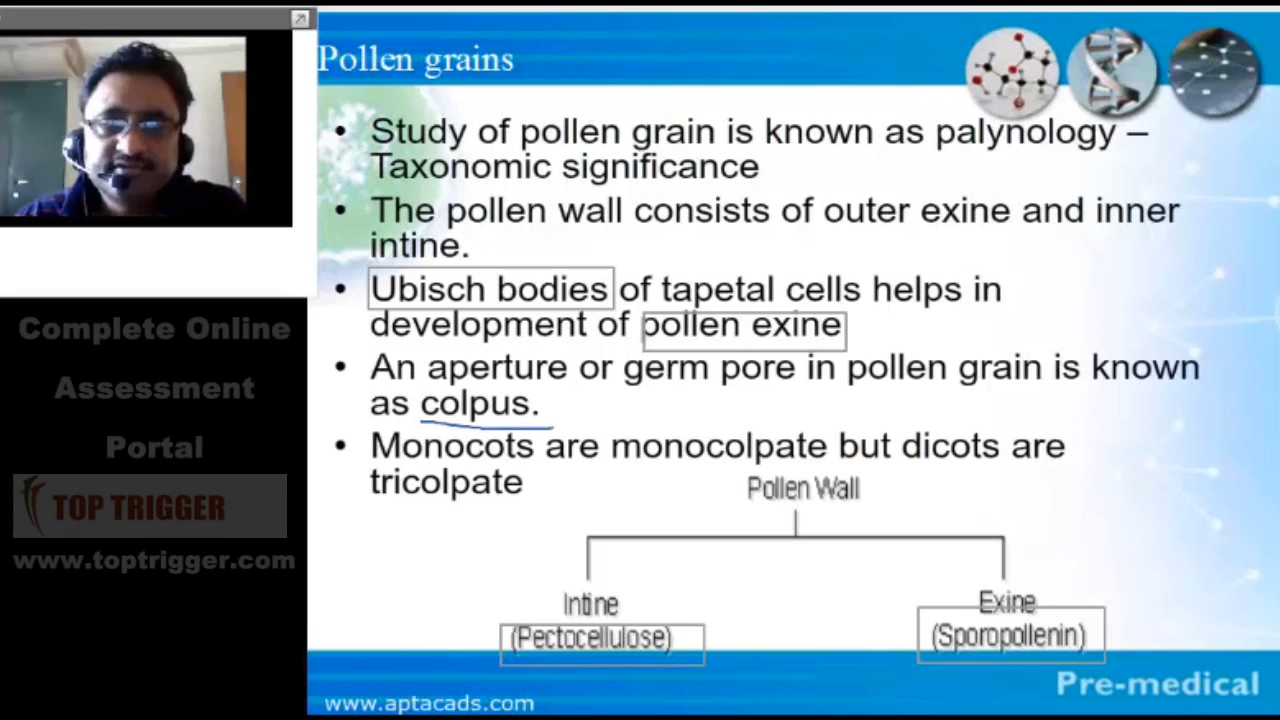 Pollen grains
• Study of pollen grain is known as palynology –
Taxonomic significance
• The pollen wall consists of outer exine and inner
intine.
• Ubisch bodies of tapetal cells helps in
development of pollen exine
• An aperture or germ pore in pollen grain is known
as colpus.
• Monocots are monocolpate but dicots are
tricolpate
Pollen Wall
Intine
(Pectocellulose)
Exine
(Sporopollenin)
Complete Online
Assessment
Portal
TOP TRIGGER
www.toptrigger.com
www.aptacads.com
Pre-medical